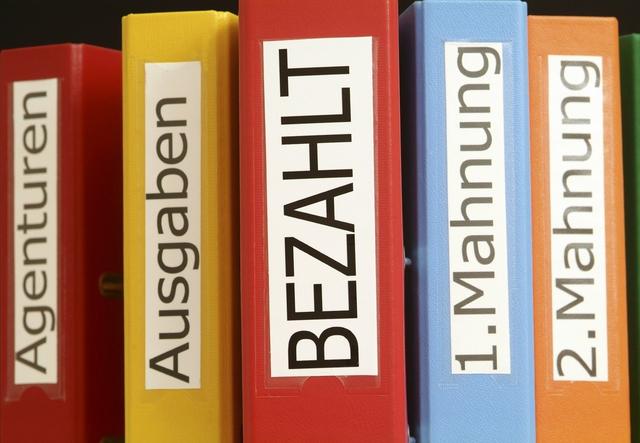 Agenturen
Ausgaben
BEZAHLT
1.Mahnung
2.Mahnung